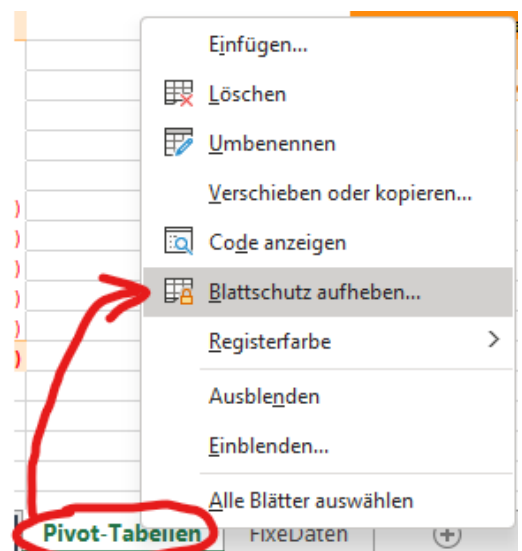 Einfügen...
Löschen
Umbenennen
Verschieben oder kopieren...
Code anzeigen
Blattschutz aufheben...
Registerfarbe
Ausblenden
Einblenden...
Alle Blätter auswählen
)
)
)
)
)
)
Pivot-Tabellen FixeDaten